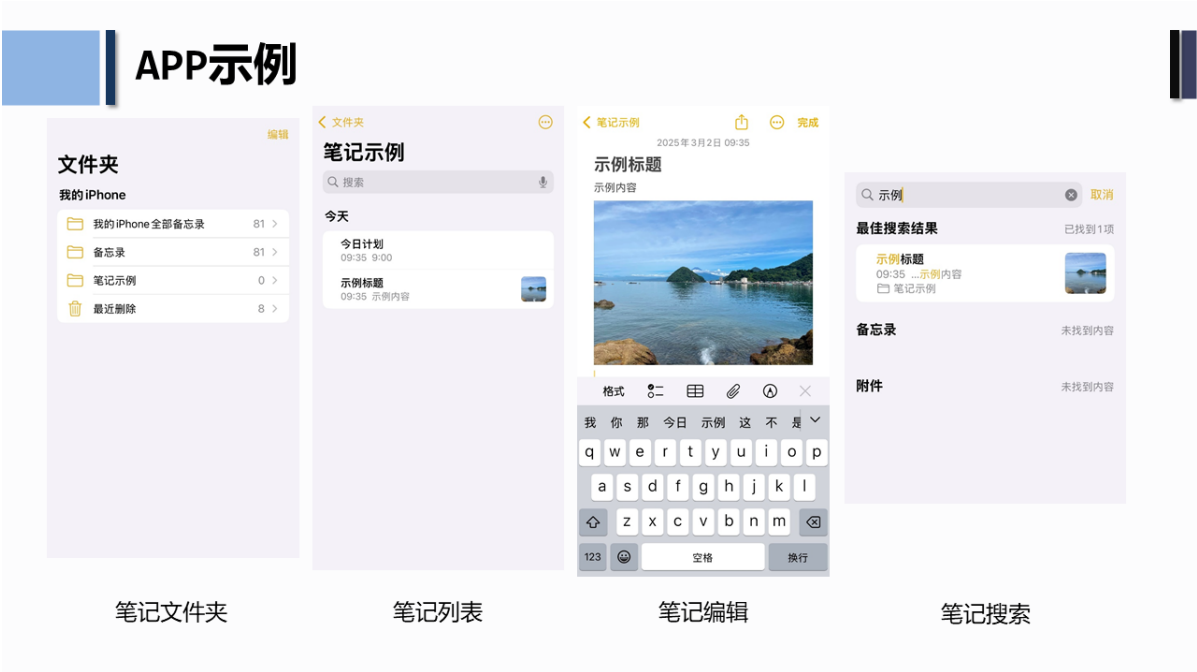 APP示例
编辑
文件夹
我的iPhone
我的iPhone全部备忘录 81
备忘录 81
笔记示例 0
最近删除 8
笔记文件夹
文件夹
笔记示例
搜索
今天
今日计划
09:35 9:00
示例标题
09:35 示例内容
笔记列表
笔记示例 完成
2025年3月2日 09:35
示例标题
示例内容
格式
我 你 那 今日 示例 这 不 是
q w e r t y u i o p
a s d f g h j k l
z x c v b n m
123 空格 换行
笔记编辑
示例 取消
最佳搜索结果 已找到1项
示例标题
09:35 ...示例内容
笔记示例
备忘录 未找到内容
附件 未找到内容
笔记搜索